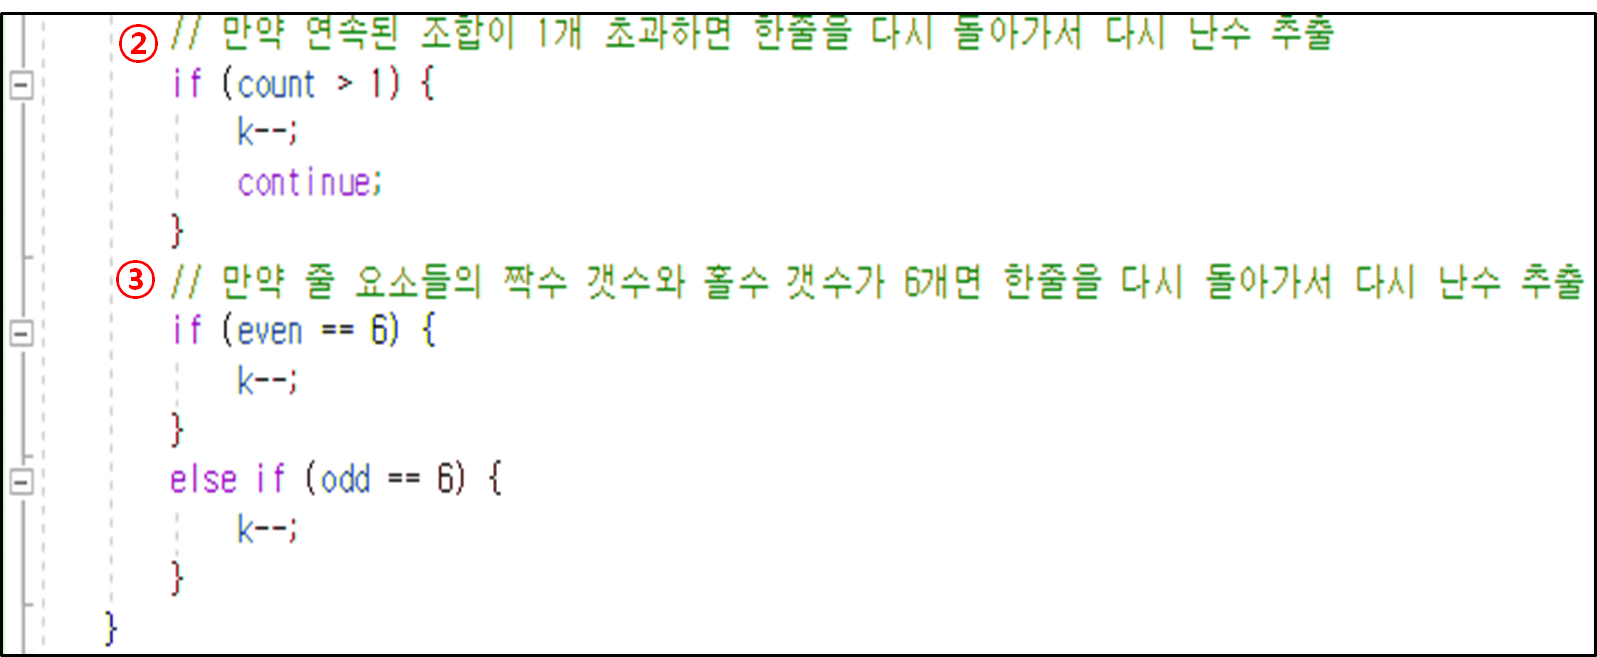 ② // 만약 연속된 조합이 1개 초과하면 한줄을 다시 돌아가서 다시 난수 추출
if (count > 1) {
k--;
continue;
}
③ // 만약 줄 요소들의 짝수 갯수와 홀수 갯수가 6개면 한줄을 다시 돌아가서 다시 난수 추출
if (even == 6) {
k--;
}
else if (odd == 6) {
k--;
}
}